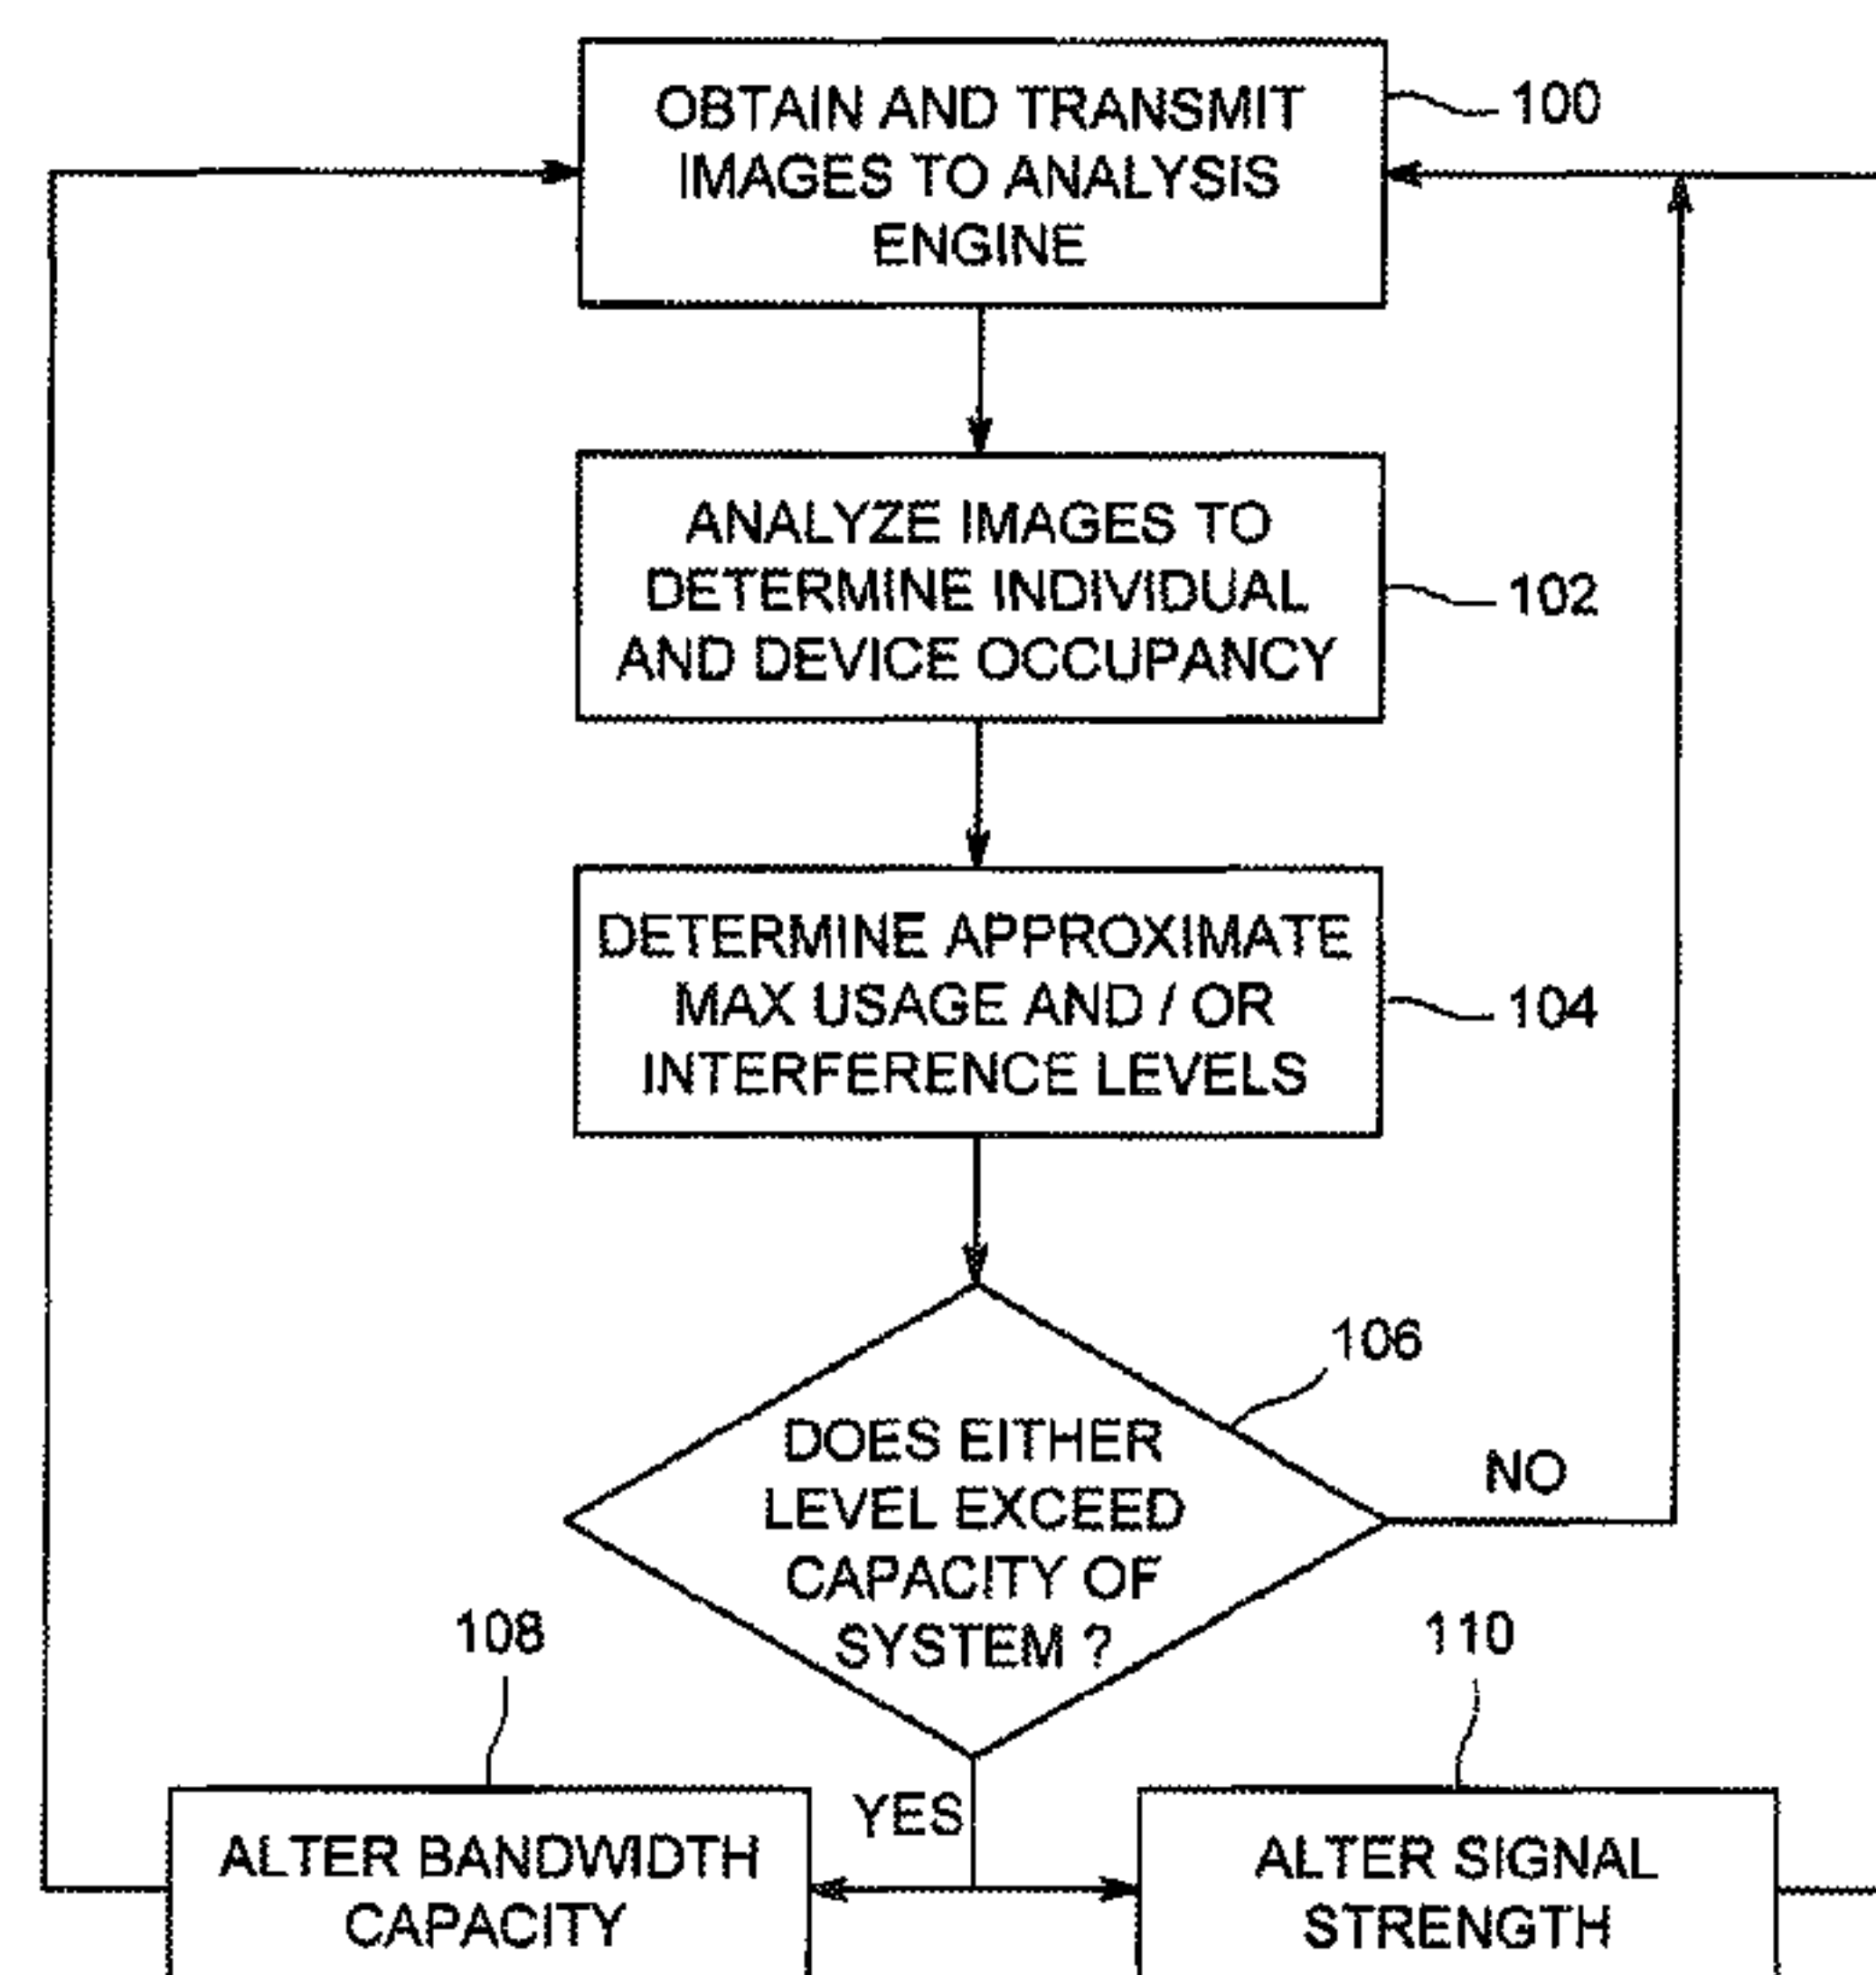 OBTAIN AND TRANSMIT
IMAGES TO ANALYSIS
ENGINE
100
ANALYZE IMAGES TO
DETERMINE INDIVIDUAL
AND DEVICE OCCUPANCY
102
DETERMINE APPROXIMATE
MAX USAGE AND / OR
INTERFERENCE LEVELS
104
106
DOES EITHER
LEVEL EXCEED
CAPACITY OF
SYSTEM ?
NO
108
110
YES
ALTER BANDWIDTH
CAPACITY
ALTER SIGNAL
STRENGTH